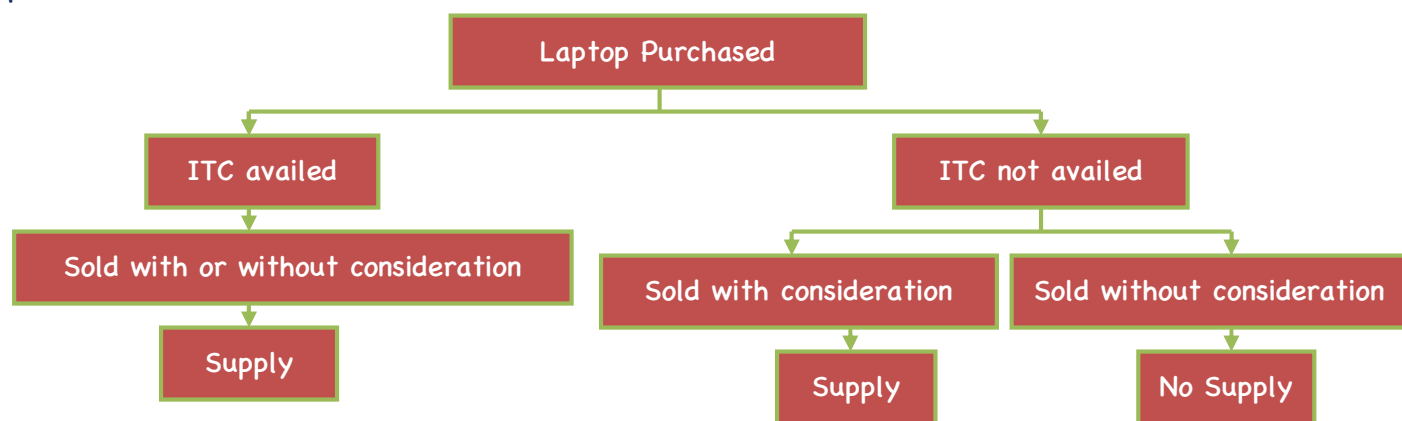 Laptop Purchased
ITC availed
ITC not availed
Sold with or without consideration
Sold with consideration
Sold without consideration
Supply
Supply
No Supply